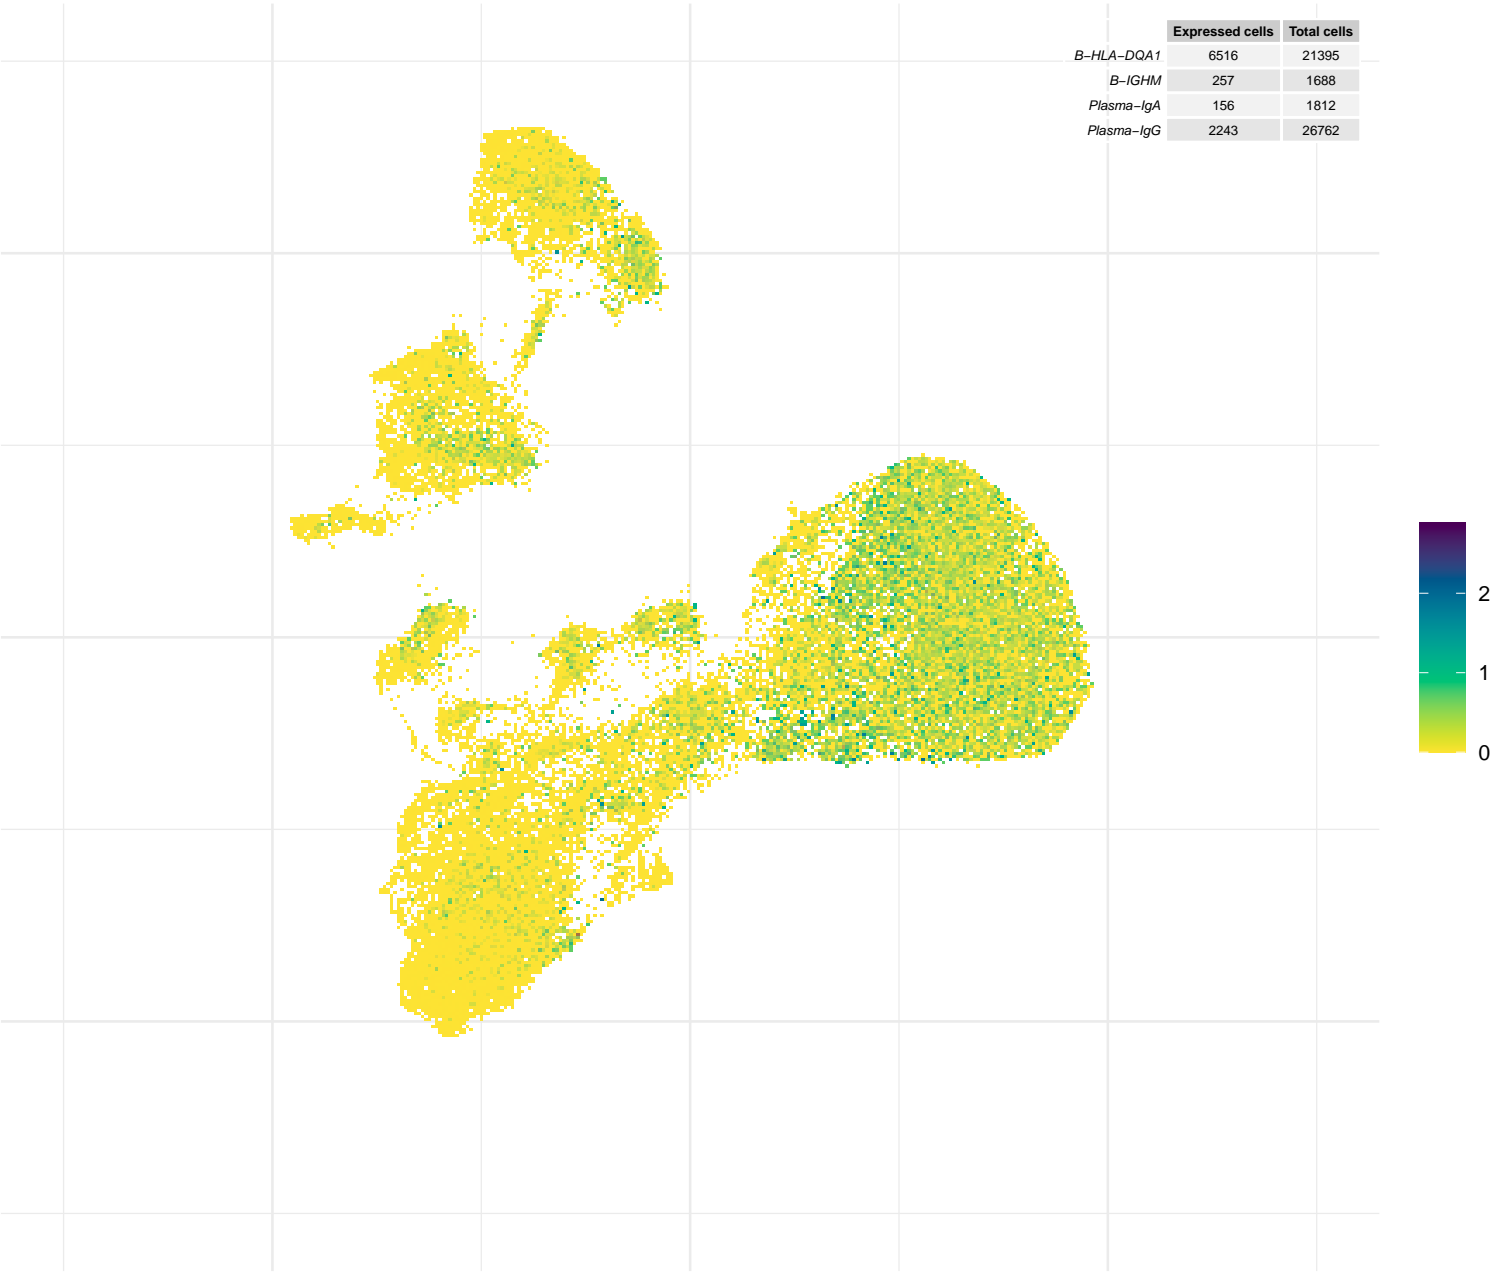 Expressed cells Total cells
B−HLA−DQA1 6516 21395
B−IGHM 257 1688
Plasma−IgA 156 1812
Plasma−IgG 2243 26762
2
1
0